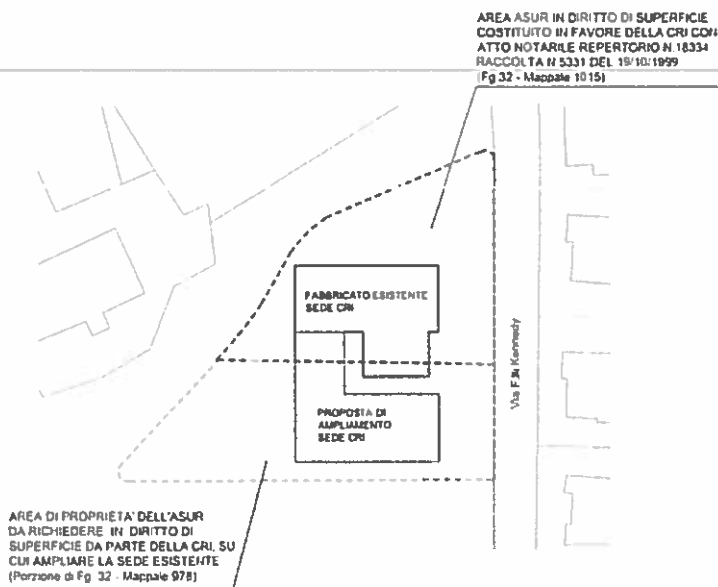 AREA ASUR IN DIRITTO DI SUPERFICIE
COSTITUITO IN FAVORE DELLA CRI CON
ATTO NOTARILE REPERTORIO N.18334
RACCOLTA N 5331 DEL 19/10/1999
(Fg 32 - Mappale 1015)
FABBRICATO ESISTENTE
SEDE CRI
Via F.lli Kennedy
PROPOSTA DI
AMPLIAMENTO
SEDE CRI
AREA DI PROPRIETA' DELL'ASUR
DA RICHIEDERE IN DIRITTO DI
SUPERFICIE DA PARTE DELLA CRI, SU
CUI AMPLIARE LA SEDE ESISTENTE
(Porzione di Fg 32 - Mappale 978)